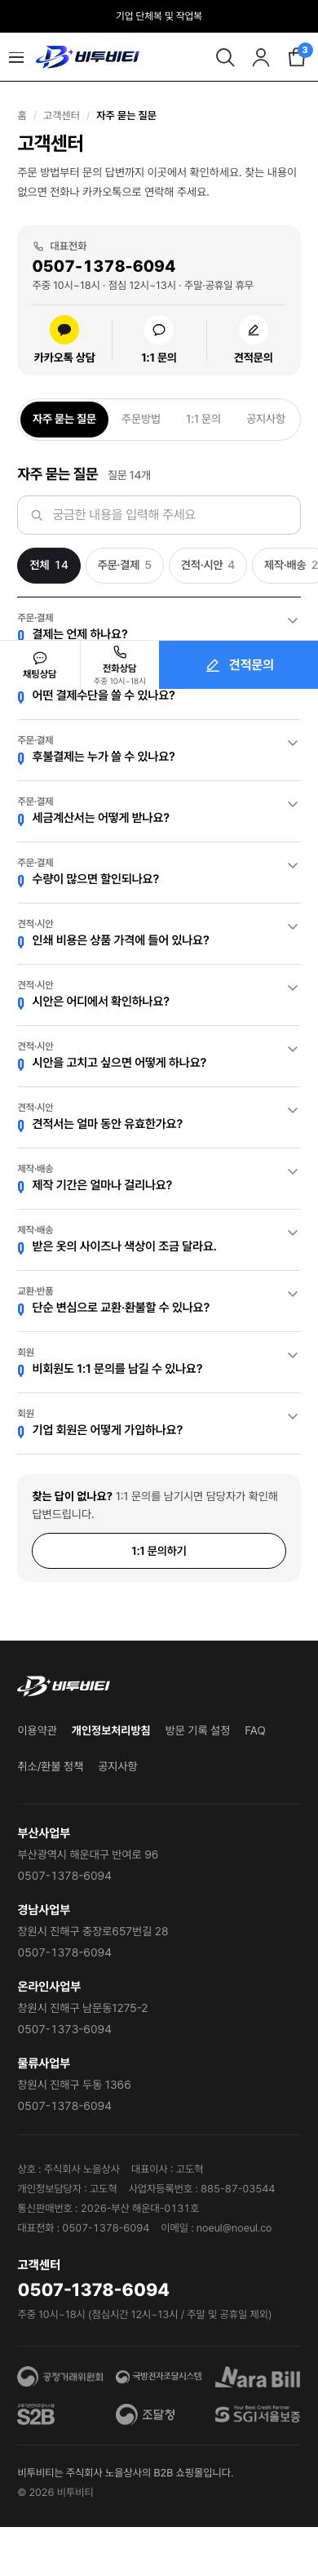 기업 단체복 및 작업복
비투비티
3
홈 / 고객센터 / 자주 묻는 질문
고객센터
주문 방법부터 문의 답변까지 이곳에서 확인하세요. 찾는 내용이
없으면 전화나 카카오톡으로 연락해 주세요.
대표전화
0507-1378-6094
주중 10시~18시 · 점심 12시~13시 · 주말·공휴일 휴무
카카오톡 상담
1:1 문의
견적문의
자주 묻는 질문
주문방법
1:1 문의
공지사항
자주 묻는 질문 질문 14개
궁금한 내용을 입력해 주세요
전체 14
주문·결제 5
견적·시안 4
제작·배송 2
주문·결제
결제는 언제 하나요?
채팅상담
전화상담
주중 10시~18시
견적문의
Q 어떤 결제수단을 쓸 수 있나요?
주문·결제
Q 후불결제는 누가 쓸 수 있나요?
주문·결제
Q 세금계산서는 어떻게 받나요?
주문·결제
Q 수량이 많으면 할인되나요?
견적·시안
Q 인쇄 비용은 상품 가격에 들어 있나요?
견적·시안
Q 시안은 어디에서 확인하나요?
견적·시안
Q 시안을 고치고 싶으면 어떻게 하나요?
견적·시안
Q 견적서는 얼마 동안 유효한가요?
제작·배송
Q 제작 기간은 얼마나 걸리나요?
제작·배송
Q 받은 옷의 사이즈나 색상이 조금 달라요.
교환·반품
Q 단순 변심으로 교환·환불할 수 있나요?
회원
Q 비회원도 1:1 문의를 남길 수 있나요?
회원
Q 기업 회원은 어떻게 가입하나요?
찾는 답이 없나요? 1:1 문의를 남기시면 담당자가 확인해
답변드립니다.
1:1 문의하기
비투비티
이용약관 개인정보처리방침 방문 기록 설정 FAQ
취소/환불 정책 공지사항
부산사업부
부산광역시 해운대구 반여로 96
0507-1378-6094
경남사업부
창원시 진해구 충장로657번길 28
0507-1378-6094
온라인사업부
창원시 진해구 남문동1275-2
0507-1373-6094
물류사업부
창원시 진해구 두동 1366
0507-1378-6094
상호 : 주식회사 노을상사 대표이사 : 고도혁
개인정보담당자 : 고도혁 사업자등록번호 : 885-87-03544
통신판매번호 : 2026-부산 해운대-0131호
대표전화 : 0507-1378-6094 이메일 : noeul@noeul.co
고객센터
0507-1378-6094
주중 10시~18시 (점심시간 12시~13시 / 주말 및 공휴일 제외)
공정거래위원회
국방전자조달시스템
Nara Bill
S2B
조달청
Your Best Credit Partner
SGI서울보증
비투비티는 주식회사 노을상사의 B2B 쇼핑몰입니다.
© 2026 비투비티